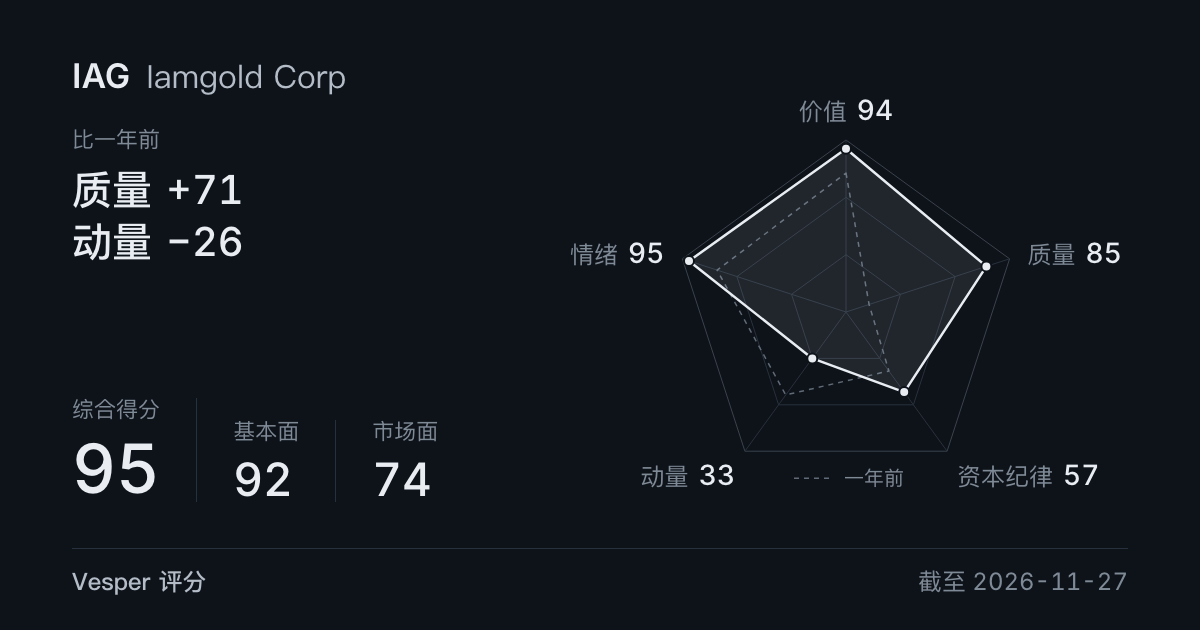 IAG Iamgold Corp
比一年前
质量 +71
动量 −26
综合得分
95
基本面
92
市场面
74
价值 94
情绪 95
质量 85
动量 33
一年前
资本纪律 57
Vesper 评分
截至 2026-11-27